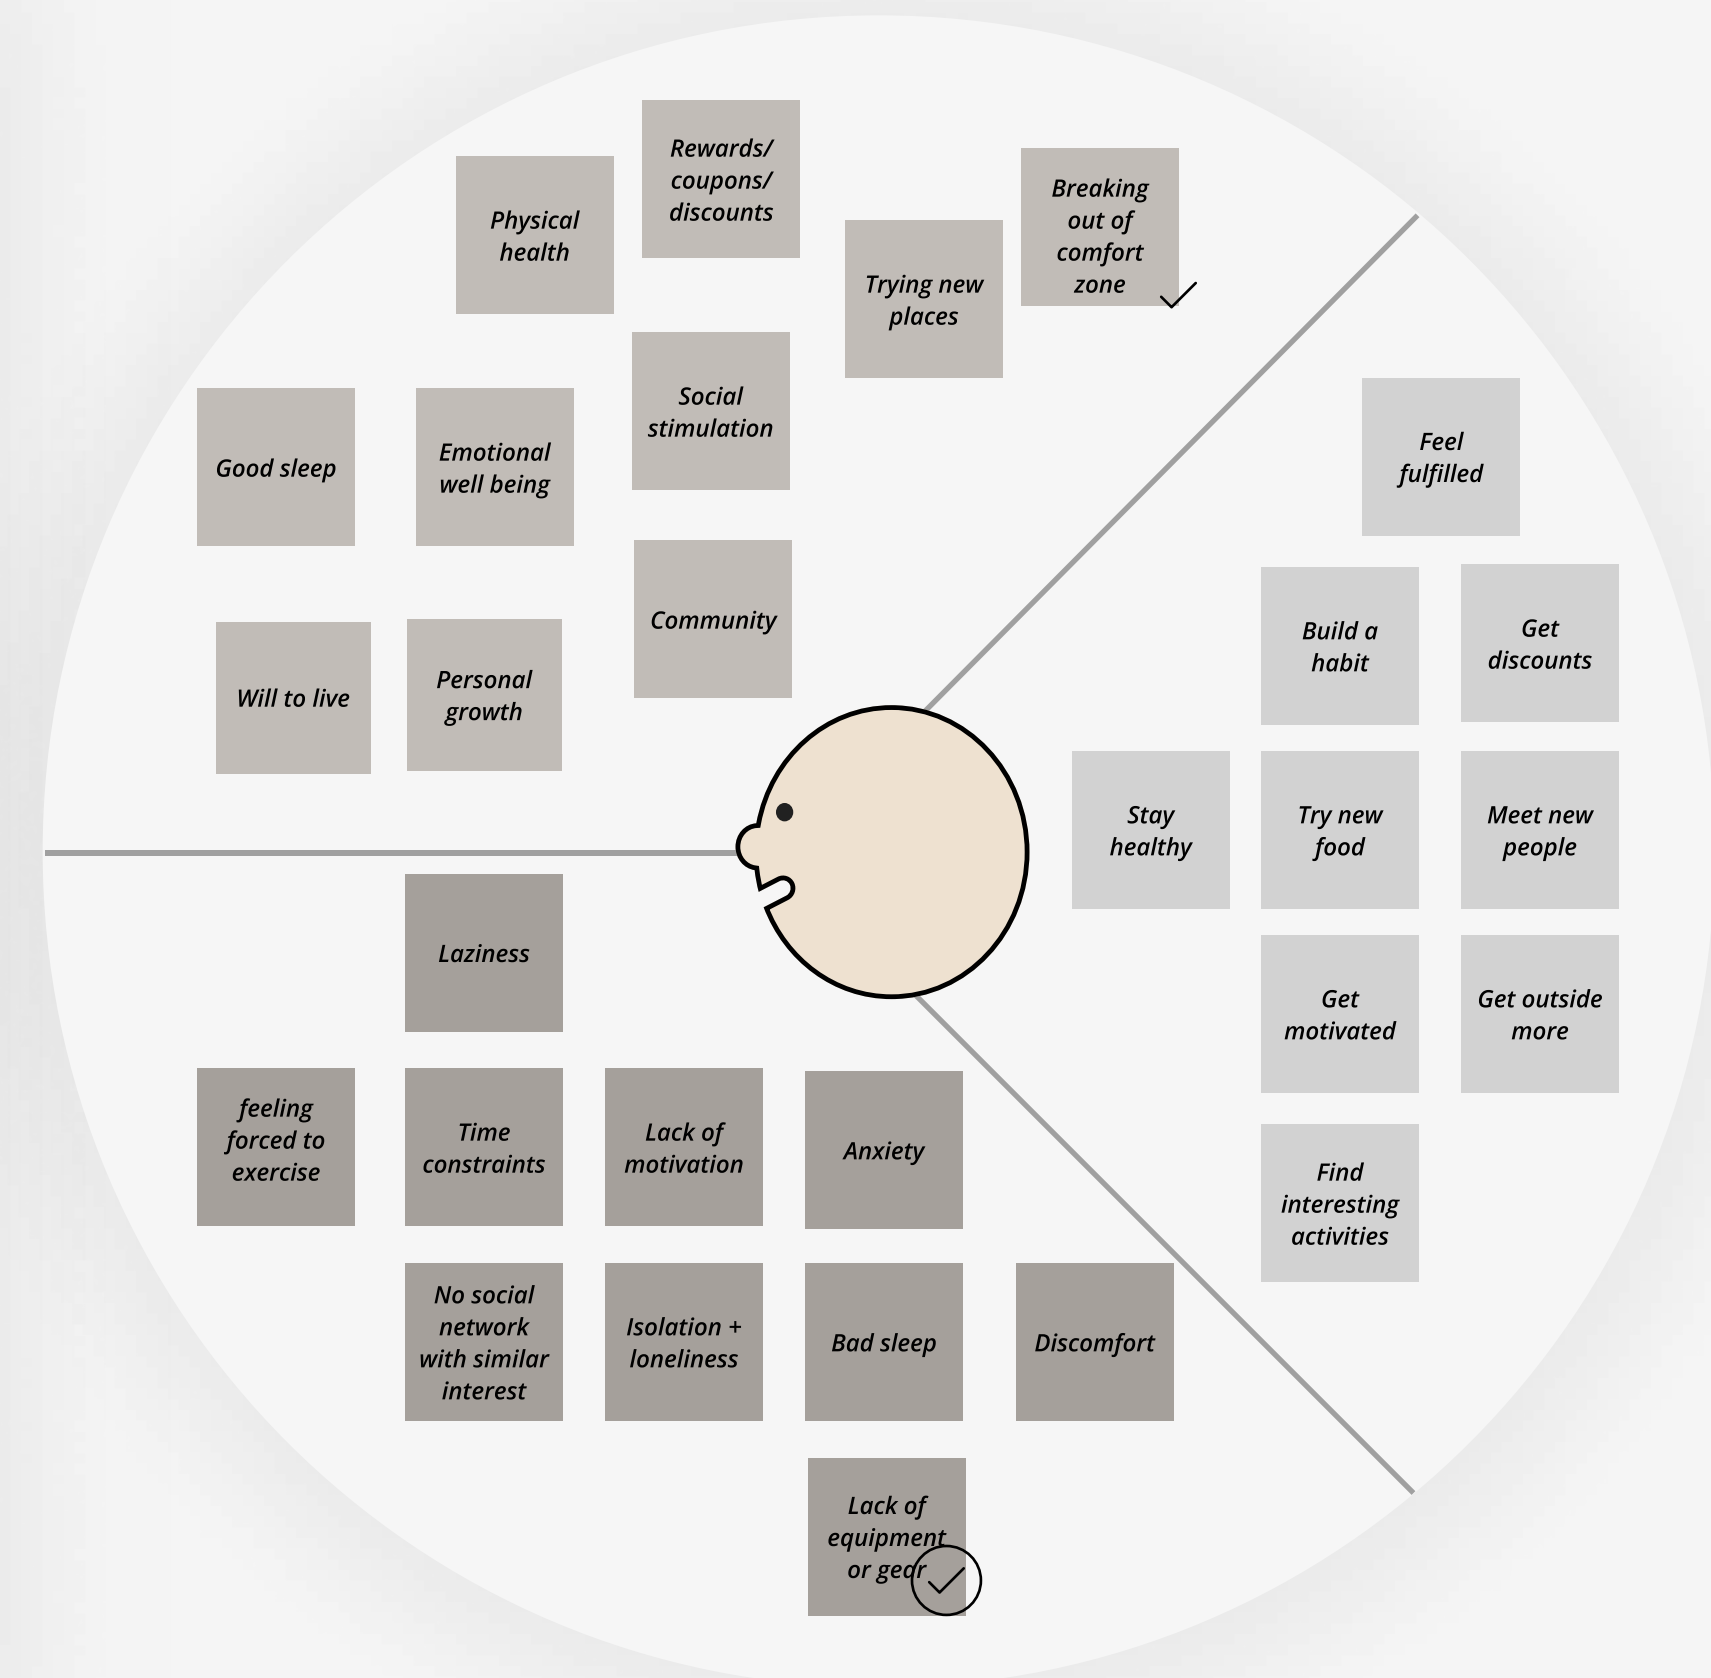 Rewards/
coupons/
discounts
Physical
health
Breaking
out of
comfort
zone
Trying new
places
Social
stimulation
Good sleep
Emotional
well being
Community
Will to live
Personal
growth
Feel
fulfilled
Build a
habit
Get
discounts
Stay
healthy
Try new
food
Meet new
people
Get
motivated
Get outside
more
Find
interesting
activities
Laziness
feeling
forced to
exercise
Time
constraints
Lack of
motivation
Anxiety
No social
network
with similar
interest
Isolation +
loneliness
Bad sleep
Discomfort
Lack of
equipment
or gear